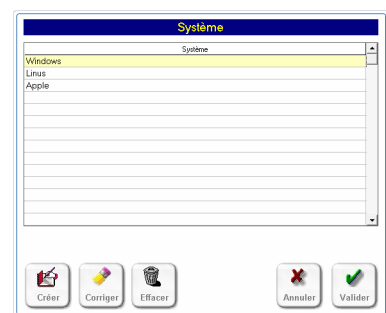 Système
Système
Windows
Linus
Apple
Créer Corriger Effacer Annuler Valider